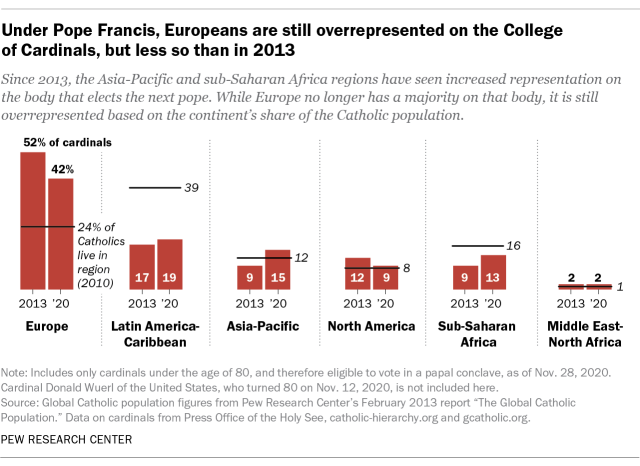 Under Pope Francis, Europeans are still overrepresented on the College
of Cardinals, but less so than in 2013
Since 2013, the Asia-Pacific and sub-Saharan Africa regions have seen increased representation on
the body that elects the next pope. While Europe no longer has a majority on that body, it is still
overrepresented based on the continent's share of the Catholic population.
52% of cardinals
42%
24% of
Catholics
live in
region
(2010)
2013 '20
Europe
39
17 19
2013 '20
Latin America-
Caribbean
12
9 15
2013 '20
Asia-Pacific
8
12 9
2013 '20
North America
16
9 13
2013 '20
Sub-Saharan
Africa
2 2
1
2013 '20
Middle East-
North Africa
Note: Includes only cardinals under the age of 80, and therefore eligible to vote in a papal conclave, as of Nov. 28, 2020.
Cardinal Donald Wuerl of the United States, who turned 80 on Nov. 12, 2020, is not included here.
Source: Global Catholic population figures from Pew Research Center's February 2013 report "The Global Catholic
Population." Data on cardinals from Press Office of the Holy See, catholic-hierarchy.org and gcatholic.org.
PEW RESEARCH CENTER